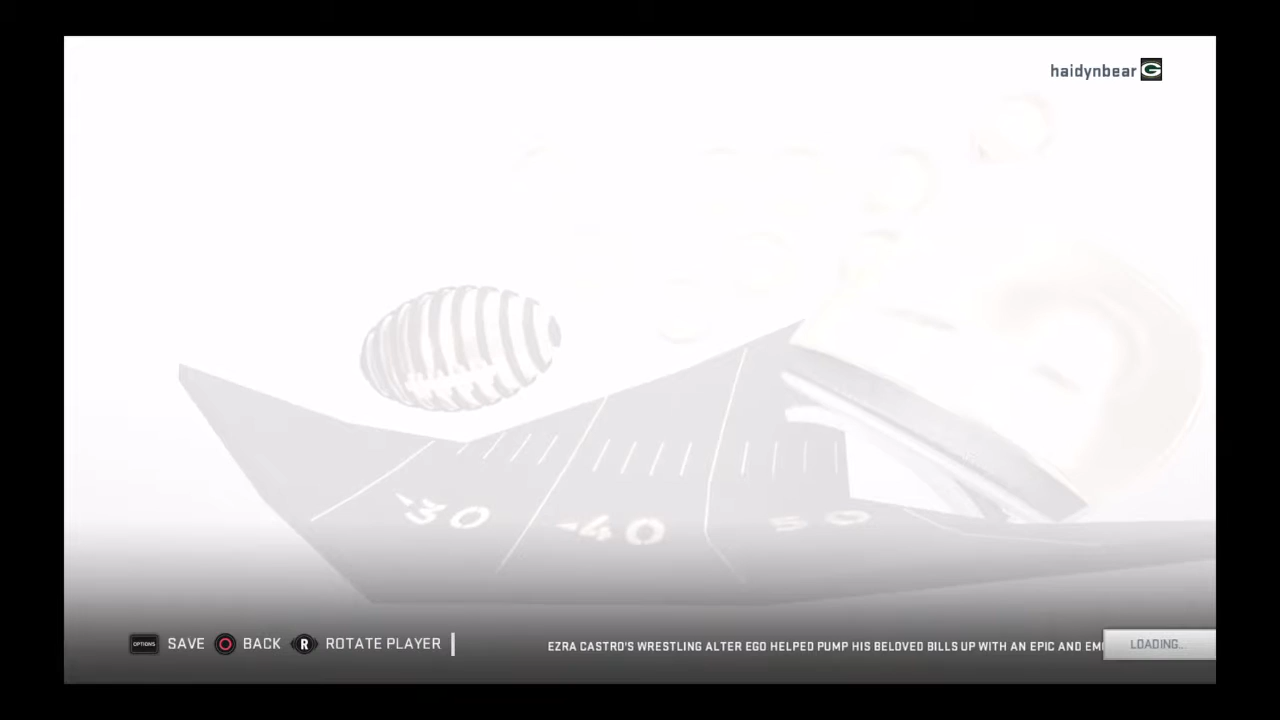 haidynbear G
30 40 50
OPTIONS SAVE BACK R ROTATE PLAYER
EZRA CASTRO'S WRESTLING ALTER EGO HELPED PUMP HIS BELOVED BILLS UP WITH AN EPIC AND
LOADING...